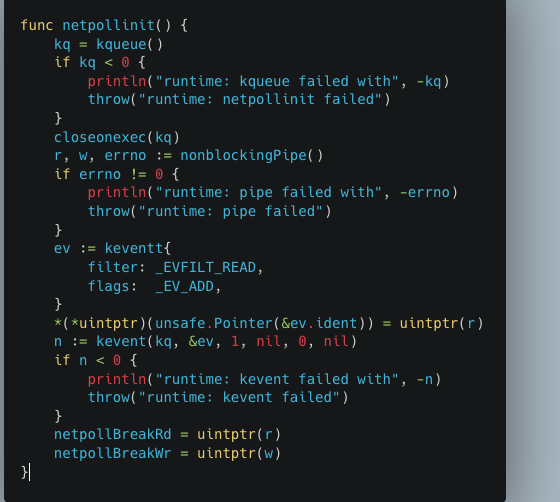 func netpollinit() {
    kq = kqueue()
    if kq < 0 {
        println("runtime: kqueue failed with", -kq)
        throw("runtime: netpollinit failed")
    }
    closeonexec(kq)
    r, w, errno := nonblockingPipe()
    if errno != 0 {
        println("runtime: pipe failed with", -errno)
        throw("runtime: pipe failed")
    }
    ev := keventt{
        filter: _EVFILT_READ,
        flags:  _EV_ADD,
    }
    *(*uintptr)(unsafe.Pointer(&ev.ident)) = uintptr(r)
    n := kevent(kq, &ev, 1, nil, 0, nil)
    if n < 0 {
        println("runtime: kevent failed with", -n)
        throw("runtime: kevent failed")
    }
    netpollBreakRd = uintptr(r)
    netpollBreakWr = uintptr(w)
}